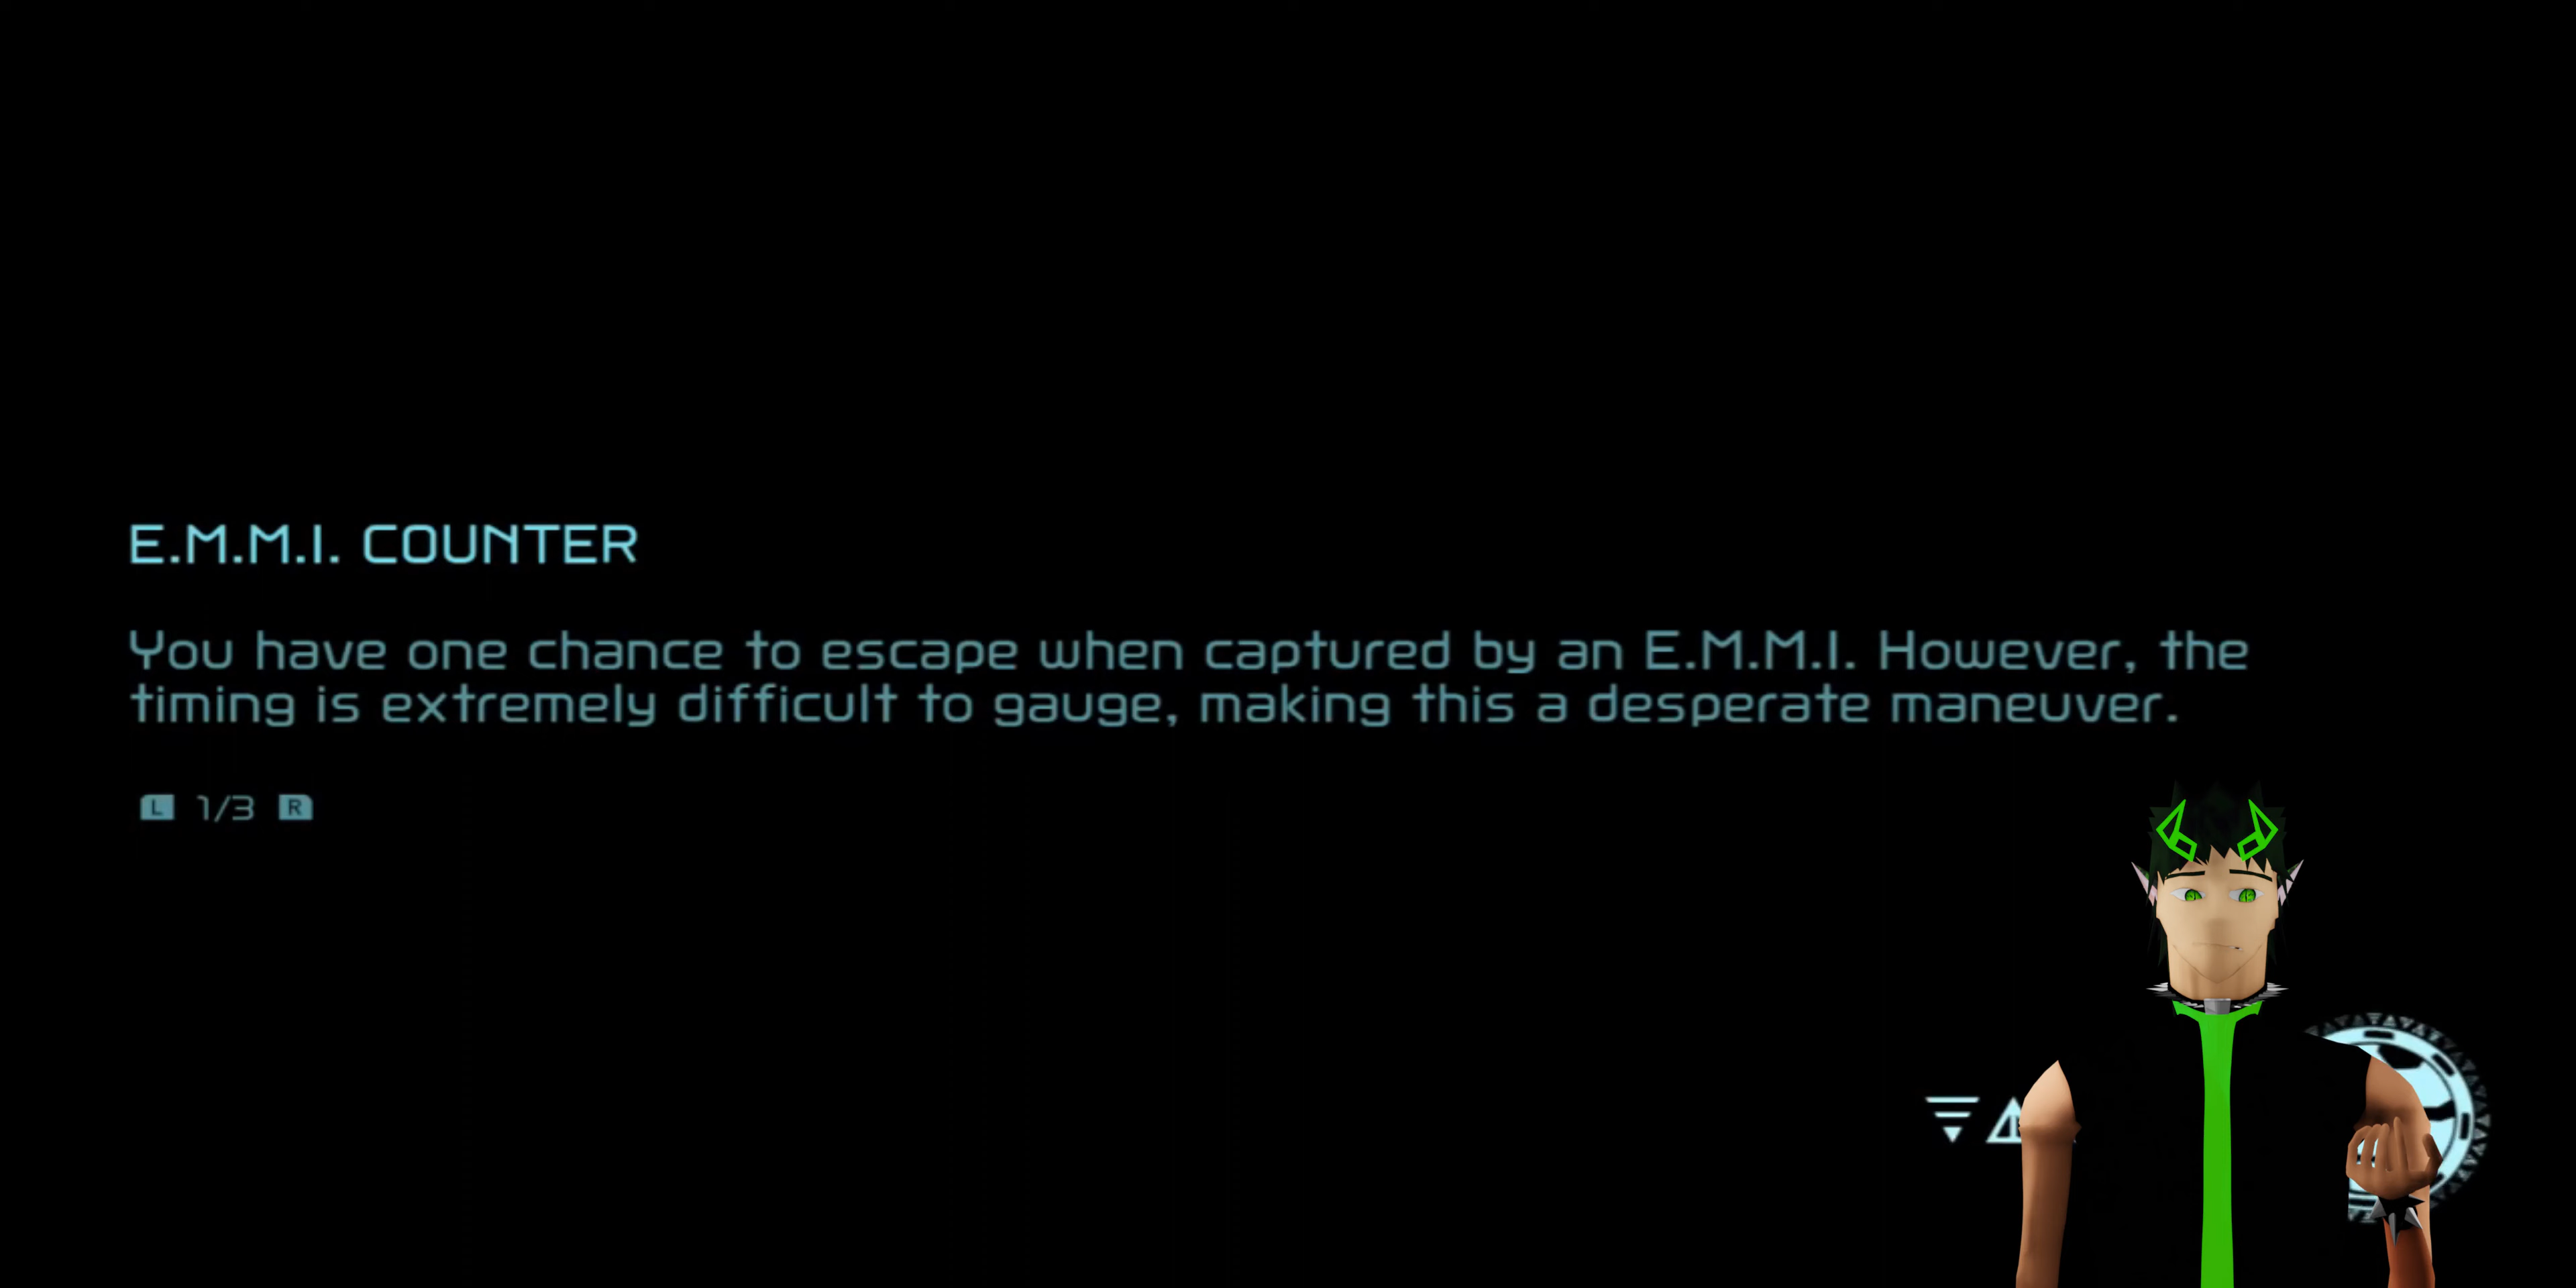 E.M.M.I. COUNTER
You have one chance to escape when captured by an E.M.M.I. However, the
timing is extremely difficult to gauge, making this a desperate maneuver.
L 1/3 R